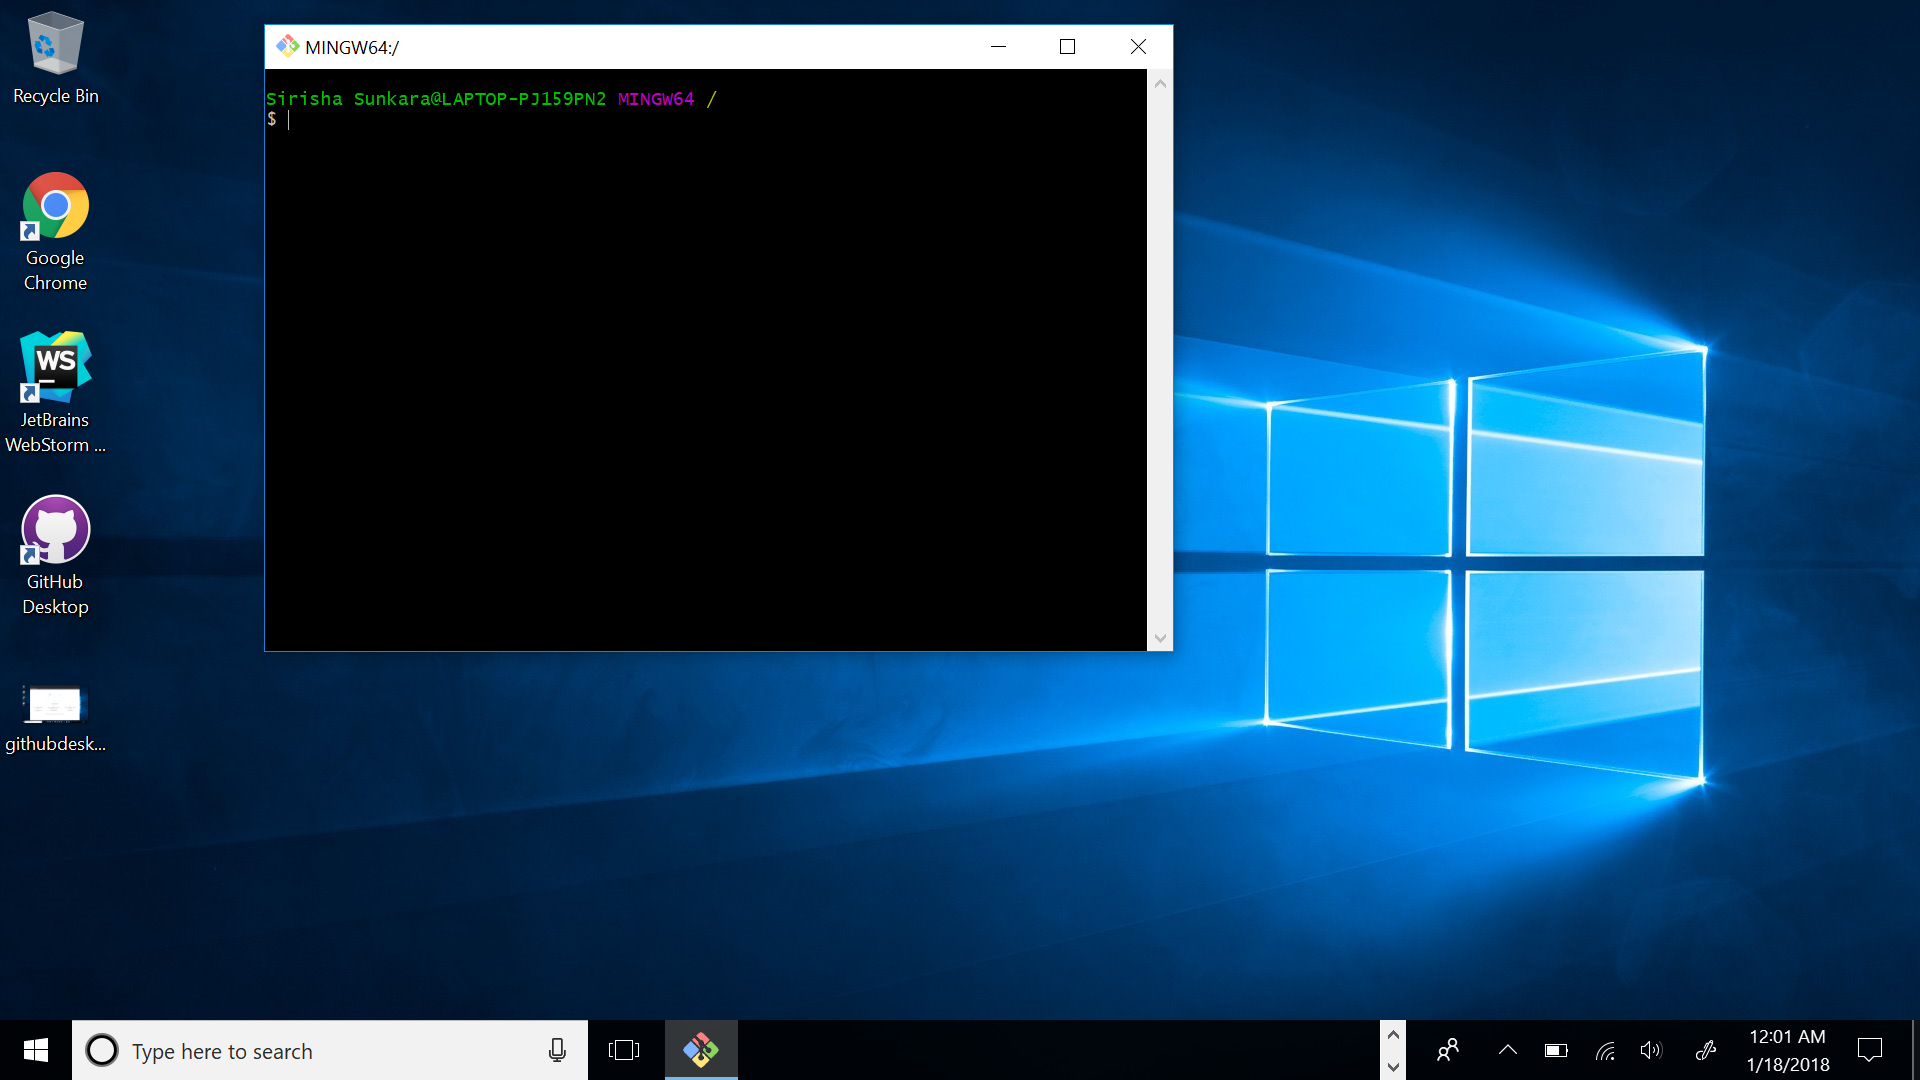 Recycle Bin
Google
Chrome
WS
JetBrains
WebStorm ...
GitHub
Desktop
githubdesk...
MINGW64:/
Sirisha Sunkara@LAPTOP-PJ159PN2 MINGW64 /
$
Type here to search
12:01 AM
1/18/2018